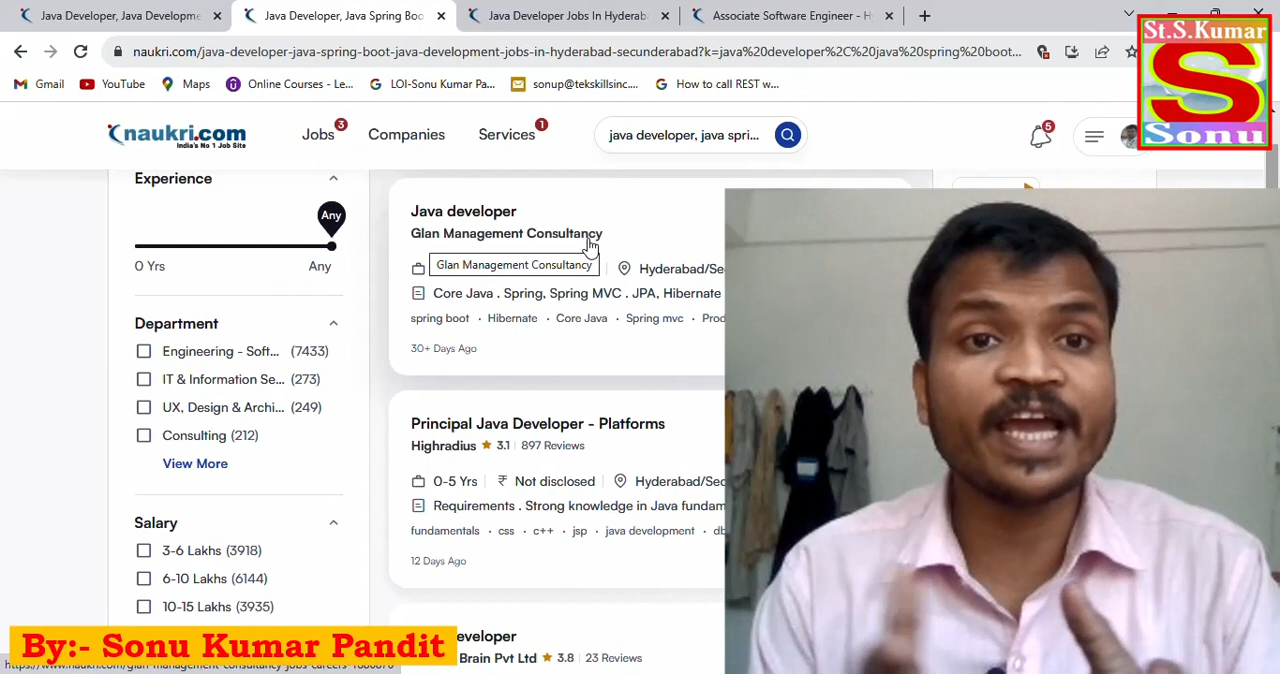 Java Developer, Java Developme
Java Developer, Java Spring Boo
Java Developer Jobs In Hyderab
Associate Software Engineer - H
naukri.com/java-developer-java-spring-boot-java-development-jobs-in-hyderabad-secunderabad?k=java%20developer%2C%20java%20spring%20boot...
Gmail
YouTube
Maps
Online Courses - Le...
LOI-Sonu Kumar Pa...
sonup@tekskillsinc....
How to call REST w...
St.S.Kumar
S
Sonu
naukri.com
India's No 1 Job Site
Jobs 3
Companies
Services 1
java developer, java spri...
5
Experience
Any
0 Yrs Any
Department
Engineering - Soft... (7433)
IT & Information Se... (273)
UX, Design & Archi... (249)
Consulting (212)
View More
Salary
3-6 Lakhs (3918)
6-10 Lakhs (6144)
10-15 Lakhs (3935)
Java developer
Glan Management Consultancy
Glan Management Consultancy
Hyderabad/Se
Core Java . Spring, Spring MVC . JPA, Hibernate
spring boot · Hibernate · Core Java · Spring mvc · Prod
30+ Days Ago
Principal Java Developer - Platforms
Highradius 3.1 897 Reviews
0-5 Yrs ₹ Not disclosed Hyderabad/Sec
Requirements . Strong knowledge in Java fundam
fundamentals · css · c++ · jsp · java development · db
12 Days Ago
eveloper
Brain Pvt Ltd 3.8 23 Reviews
By:- Sonu Kumar Pandit